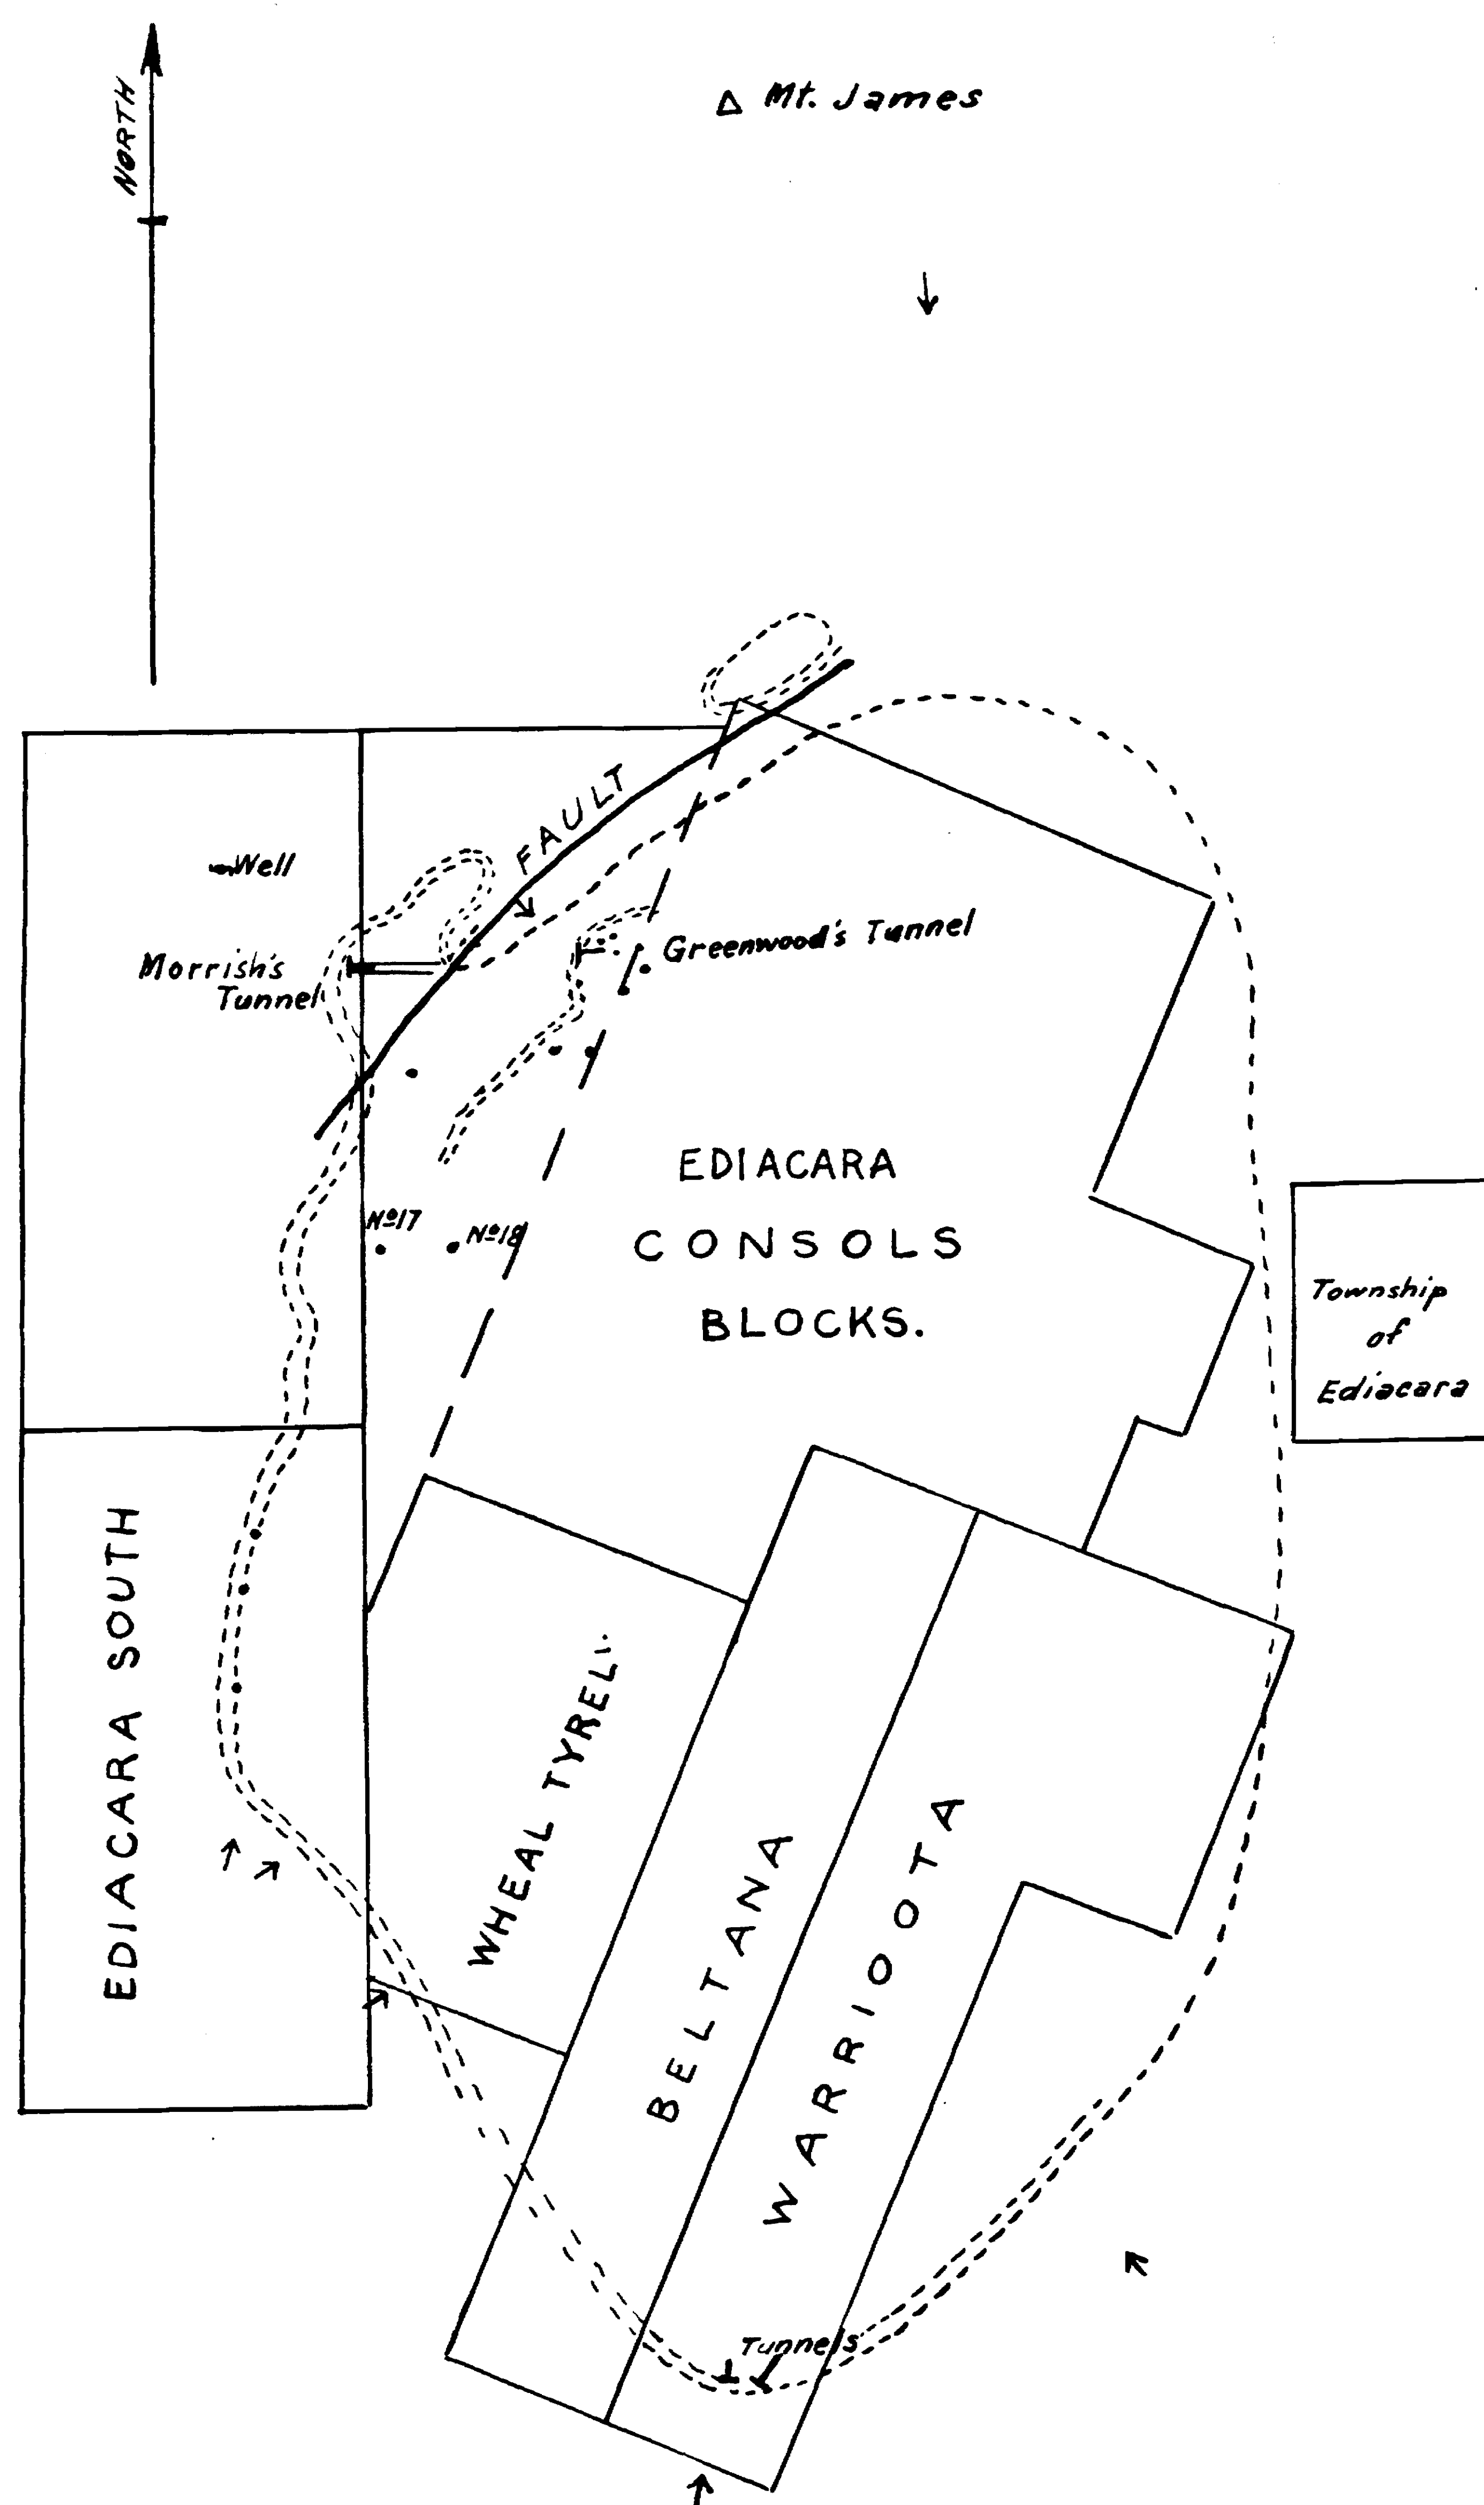 NORTH
Mt. James
FAULT
Well
Greenwood's Tunnel
Morrish's
Tunnel
EDIACARA
CONSOLS
BLOCKS.
Nº17
Nº18
Township
of
Ediacara
EDIACARA SOUTH
WHEAL TYRELL
BELTANA
WARRIOOTA
Tunnels